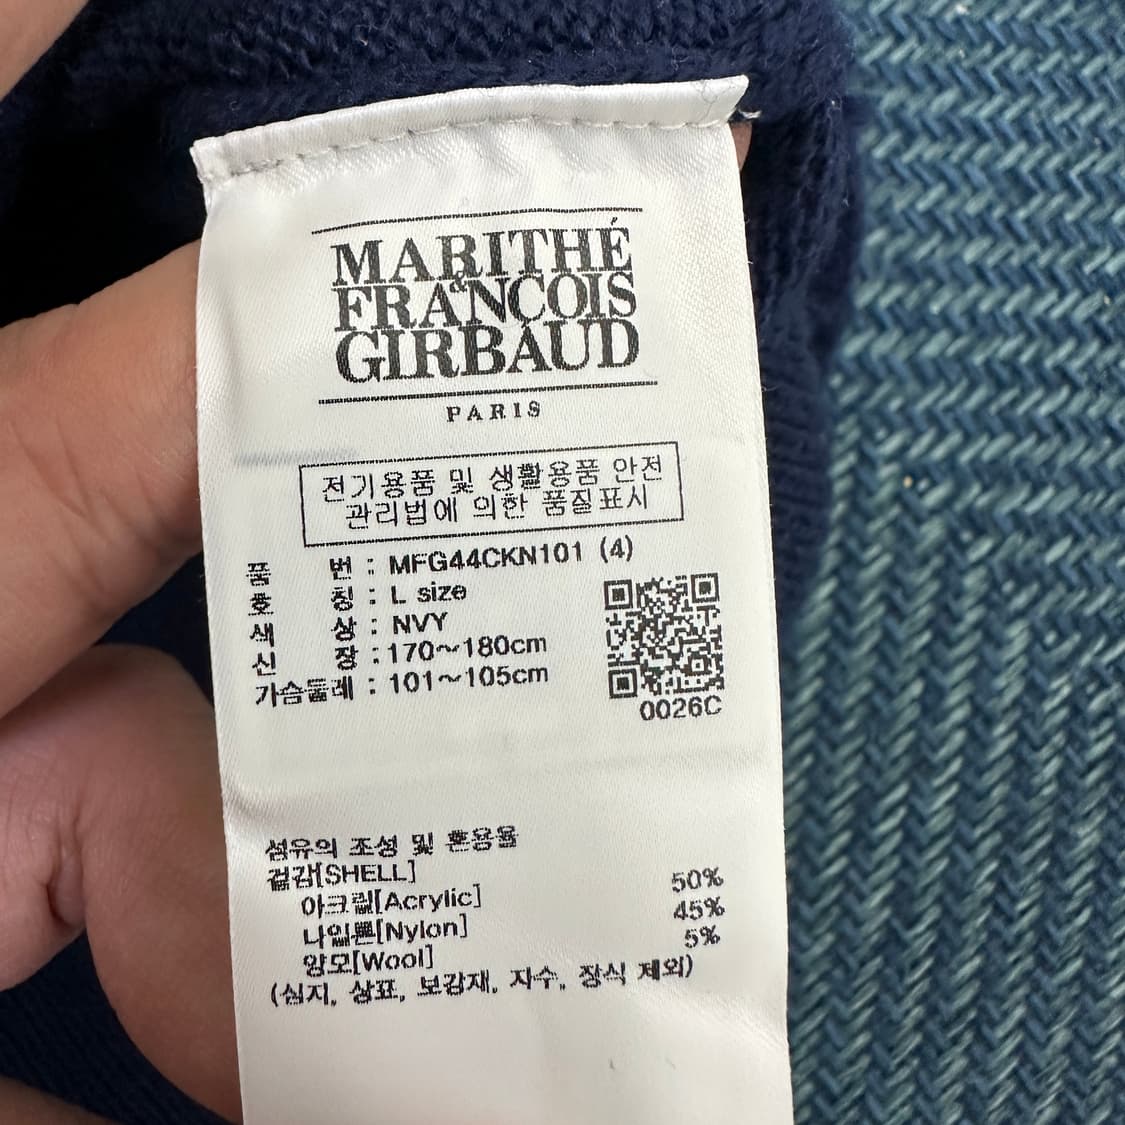 MARITHÉ
& FRANÇOIS
GIRBAUD
PARIS
전기용품 및 생활용품 안전
관리법에 의한 품질표시
품 번 : MFG44CKN101 (4)
호 칭 : L size
색 상 : NVY
신 장 : 170~180cm
가슴둘레 : 101~105cm
0026C
섬유의 조성 및 혼용율
겉감[SHELL]
아크릴[Acrylic] 50%
나일론[Nylon] 45%
양모[Wool] 5%
(심지, 상표, 보강재, 자수, 장식 제외)